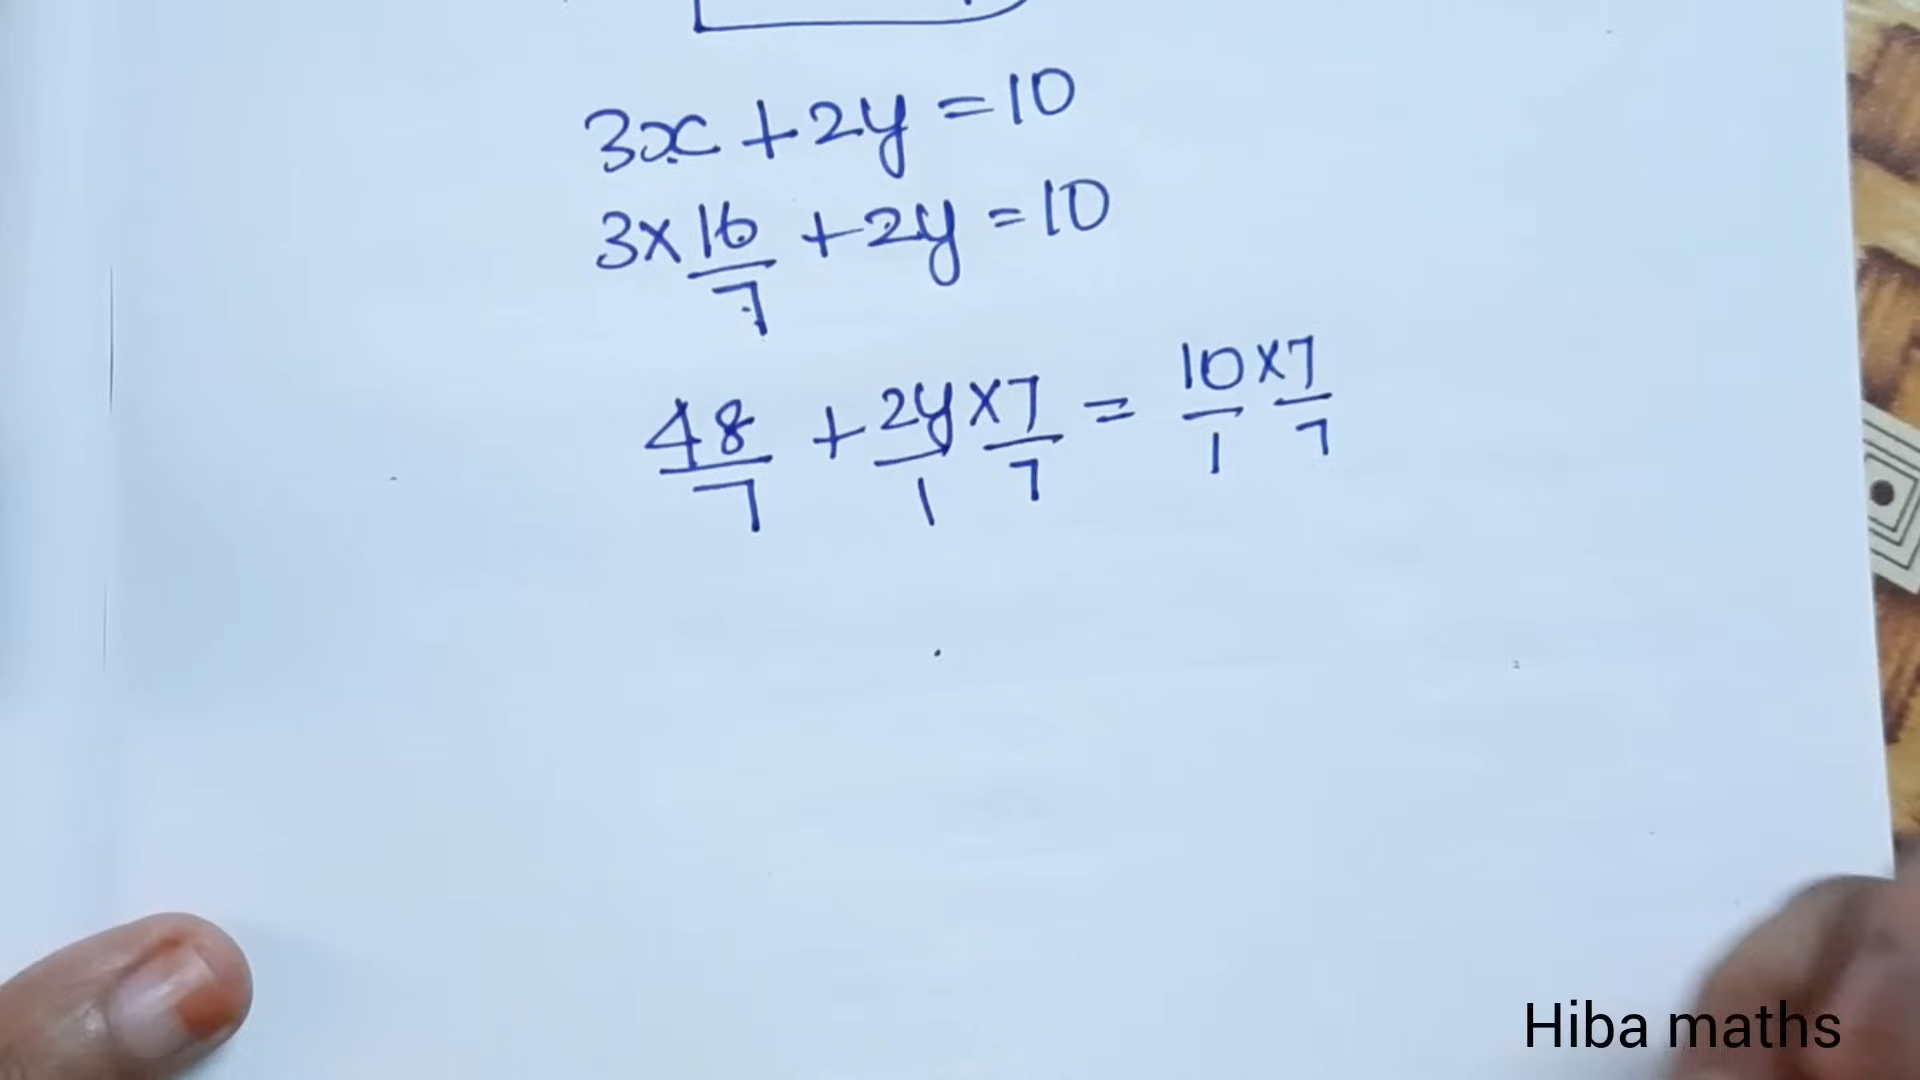 3x + 2y = 10
3 × 16/7 + 2y = 10
48/7 + 2y/1 × 7/7 = 10/1 × 7/7
Hiba maths